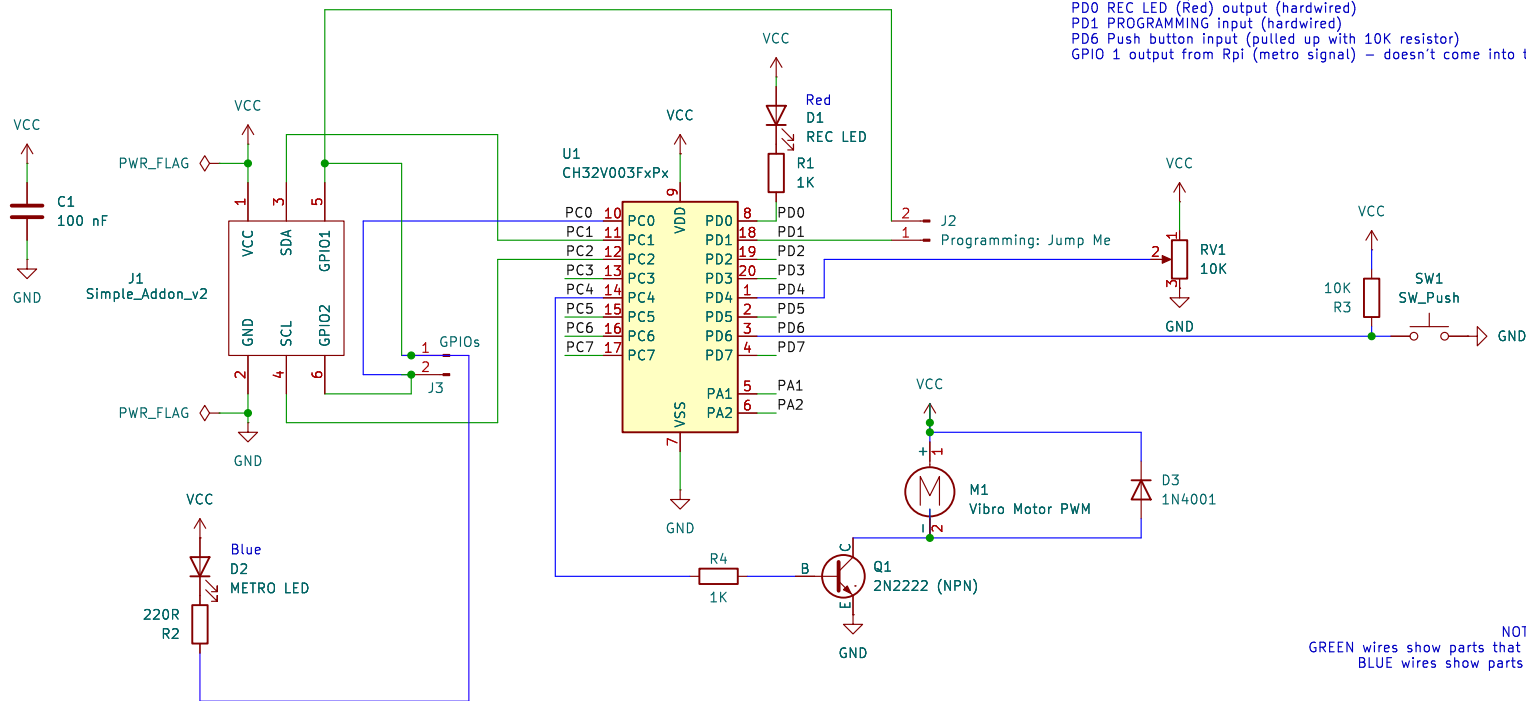 PD0 REC LED (Red) output (hardwired)
PD1 PROGRAMMING input (hardwired)
PD6 Push button input (pulled up with 10K resistor)
GPIO 1 output from Rpi (metro signal) – doesn't come into
VCC
C1
100 nF
GND
VCC
PWR_FLAG
1
3
5
VCC
SDA
GPIO1
J1
Simple_Addon_v2
GND
SCL
GPIO2
2
4
6
PWR_FLAG
GND
GPIOs
1
2
J3
VCC
Blue
D2
METRO LED
220R
R2
U1
CH32V003FxPx
VCC
9
VDD
PC0 10 PC0
PC1 11 PC1
PC2 12 PC2
PC3 13 PC3
PC4 14 PC4
PC5 15 PC5
PC6 16 PC6
PC7 17 PC7
PD0 8 PD0
PD1 18 PD1
PD2 19 PD2
PD3 20 PD3
PD4 1 PD4
PD5 2 PD5
PD6 3 PD6
PD7 4 PD7
PA1 5 PA1
PA2 6 PA2
VSS
7
GND
VCC
Red
D1
REC LED
R1
1K
2
J2
1
Programming: Jump Me
VCC
1
2
3
RV1
10K
GND
VCC
10K
R3
SW1
SW_Push
GND
VCC
+
1
M
M1
Vibro Motor PWM
-
2
D3
1N4001
R4
1K
B
C
E
Q1
2N2222 (NPN)
GND
GREEN wires show parts that
BLUE wires show parts